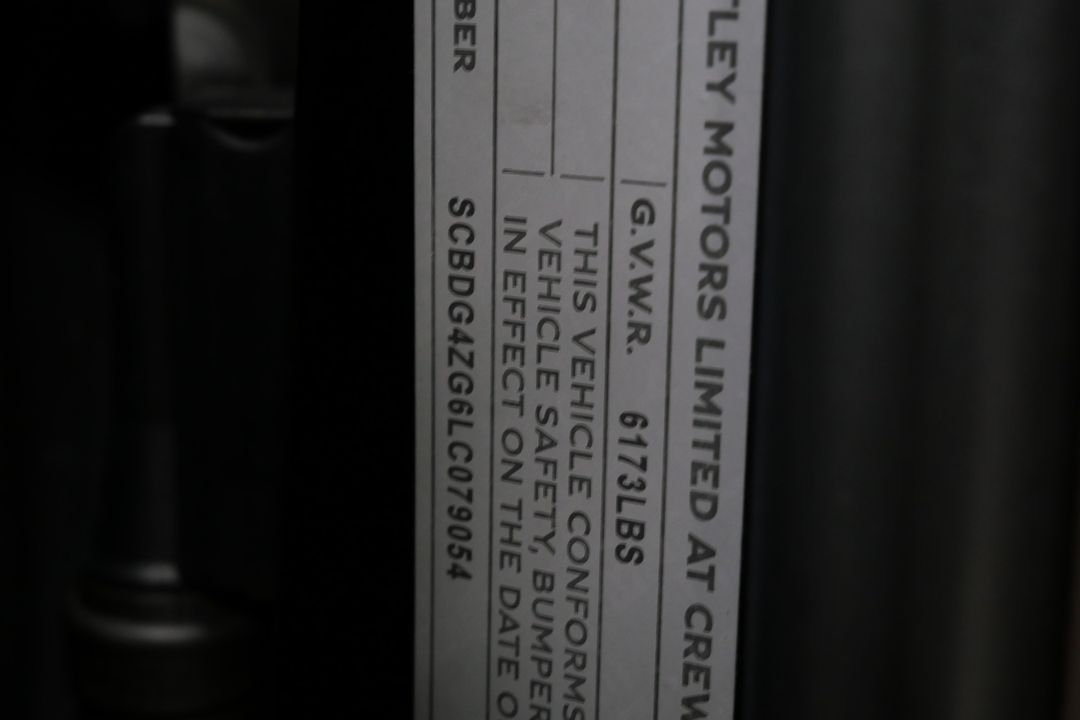 TLEY MOTORS LIMITED AT CREW
G.V.W.R. 6173LBS
THIS VEHICLE CONFORMS
VEHICLE SAFETY, BUMPER
IN EFFECT ON THE DATE O
BER SCBDG4ZG6LC079054